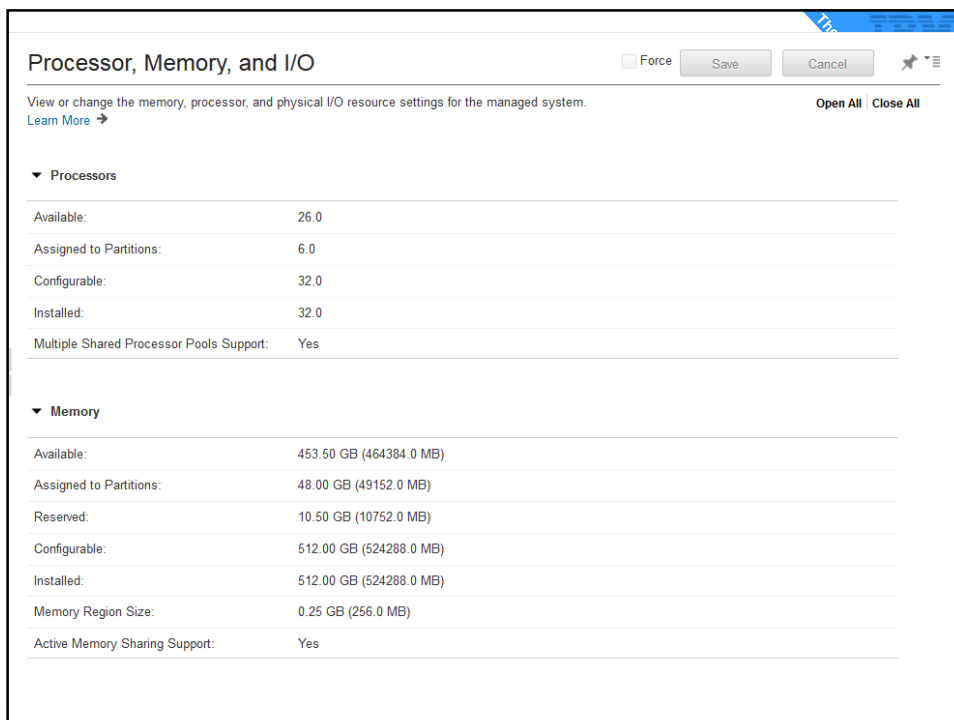 The
IBM
Processor, Memory, and I/O
Force
Save
Cancel
View or change the memory, processor, and physical I/O resource settings for the managed system.
Open All
Close All
Learn More
Processors
Available: 26.0
Assigned to Partitions: 6.0
Configurable: 32.0
Installed: 32.0
Multiple Shared Processor Pools Support: Yes
Memory
Available: 453.50 GB (464384.0 MB)
Assigned to Partitions: 48.00 GB (49152.0 MB)
Reserved: 10.50 GB (10752.0 MB)
Configurable: 512.00 GB (524288.0 MB)
Installed: 512.00 GB (524288.0 MB)
Memory Region Size: 0.25 GB (256.0 MB)
Active Memory Sharing Support: Yes